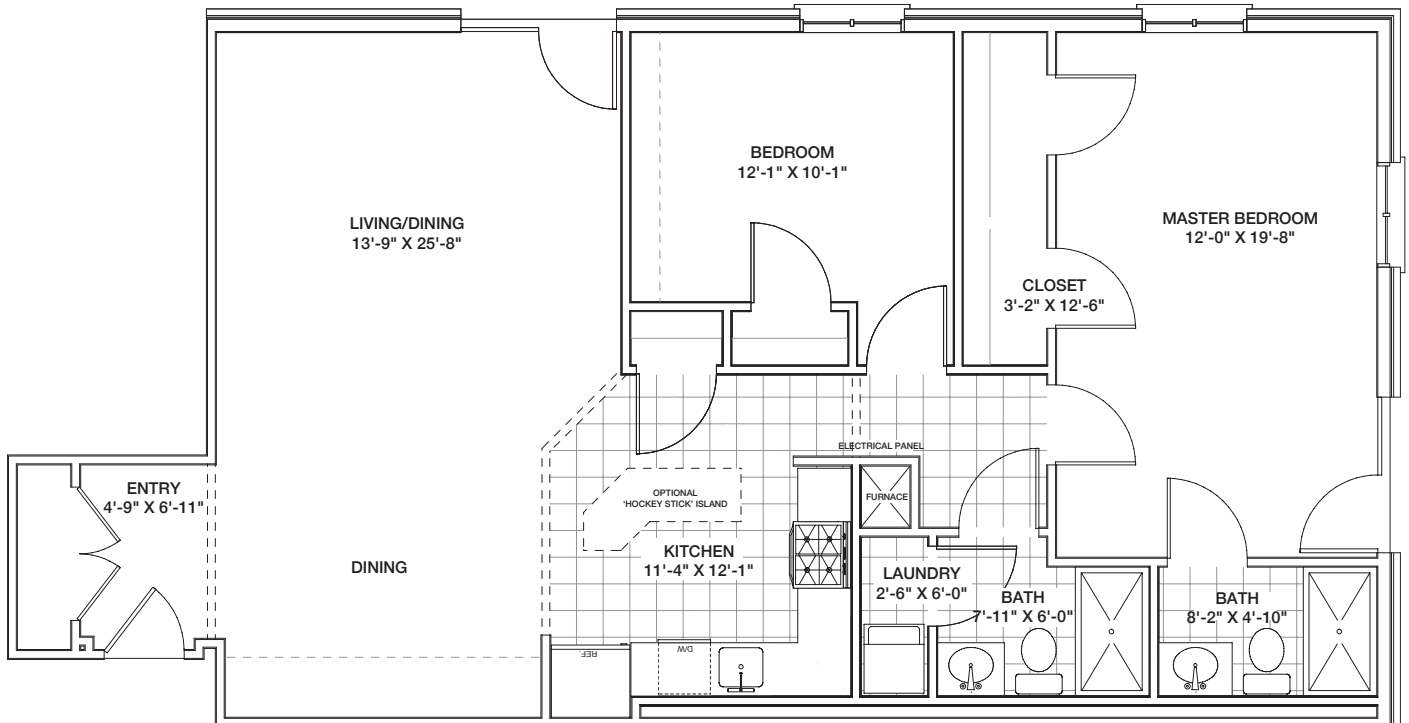 BEDROOM
12'-1" X 10'-1"
LIVING/DINING
13'-9" X 25'-8"
MASTER BEDROOM
12'-0" X 19'-8"
CLOSET
3'-2" X 12'-6"
ELECTRICAL PANEL
ENTRY
4'-9" X 6'-11"
OPTIONAL
'HOCKEY STICK' ISLAND
FURNACE
KITCHEN
11'-4" X 12'-1"
DINING
LAUNDRY
2'-6" X 6'-0"
BATH
7'-11" X 6'-0"
BATH
8'-2" X 4'-10"
REF.
D/W